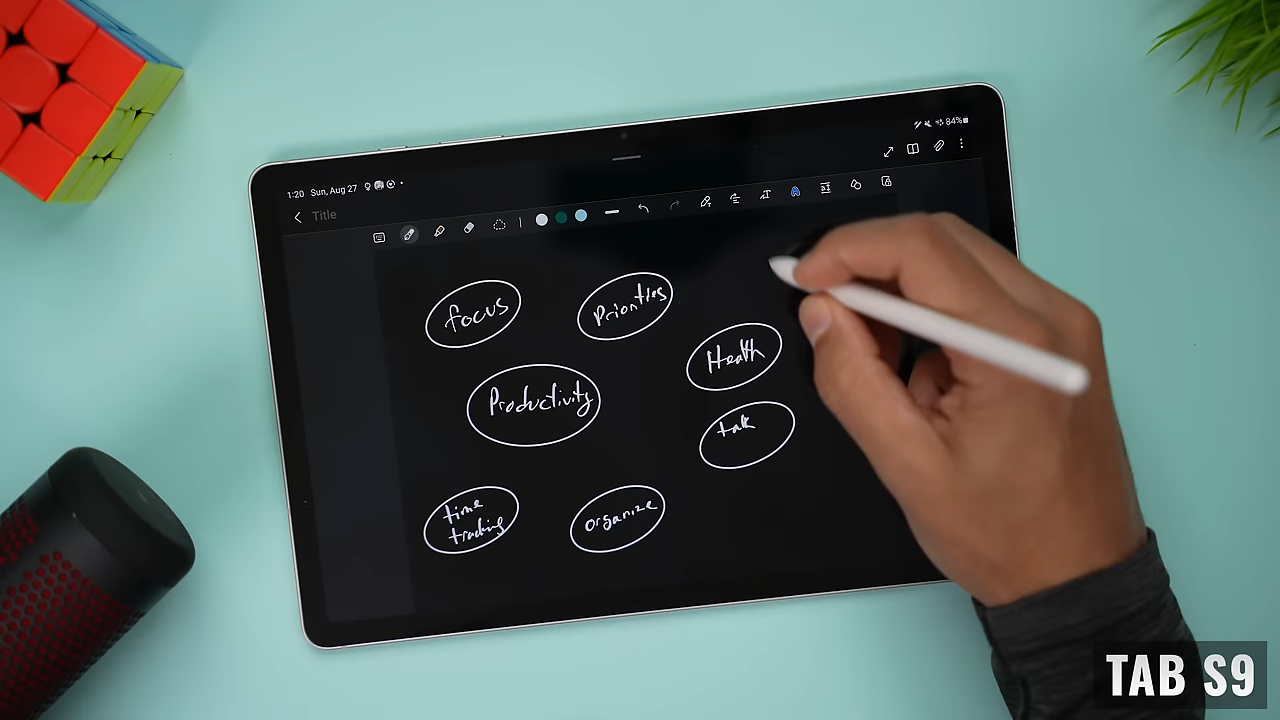 1:20 Sun, Aug 27
84%
Title
focus
Priorities
Health
Productivity
talk
time
tracking
organize
TAB S9